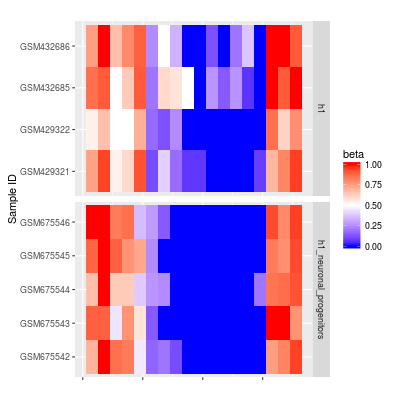 GSM432686
GSM432685
GSM429322
GSM429321
h1
GSM675546
GSM675545
GSM675544
GSM675543
GSM675542
h1_neuronal_progenitors
Sample ID
beta
1.00
0.75
0.50
0.25
0.00